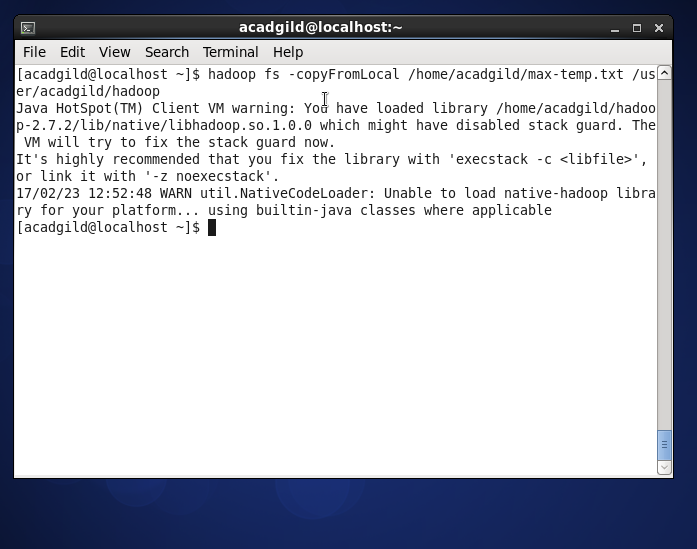 acadgild@localhost:~
File Edit View Search Terminal Help
[acadgild@localhost ~]$ hadoop fs -copyFromLocal /home/acadgild/max-temp.txt /us
er/acadgild/hadoop
Java HotSpot(TM) Client VM warning: You have loaded library /home/acadgild/hadoo
p-2.7.2/lib/native/libhadoop.so.1.0.0 which might have disabled stack guard. The
 VM will try to fix the stack guard now.
It's highly recommended that you fix the library with 'execstack -c <libfile>',
or link it with '-z noexecstack'.
17/02/23 12:52:48 WARN util.NativeCodeLoader: Unable to load native-hadoop libra
ry for your platform... using builtin-java classes where applicable
[acadgild@localhost ~]$